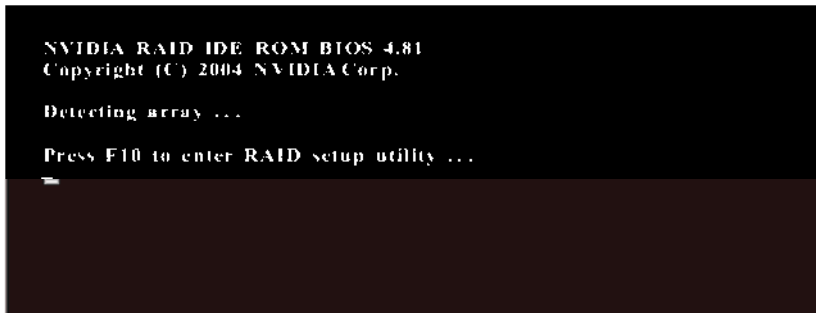 NVIDIA RAID IDE ROM BIOS 4.81
Copyright (C) 2004 NVIDIA Corp.
Detecting array ...
Press F10 to enter RAID setup utility ...